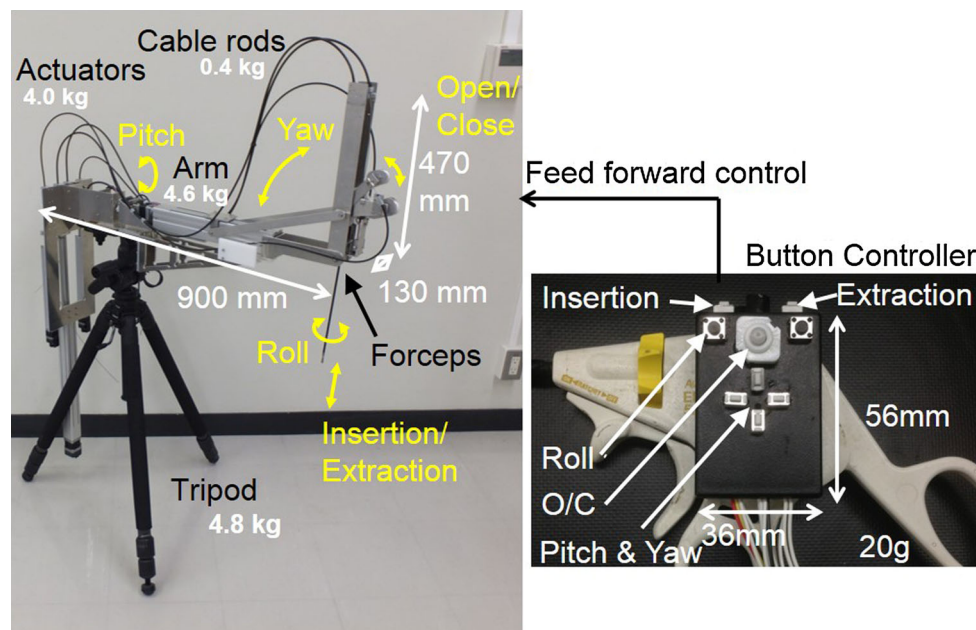 Cable rods
0.4 kg
Actuators
4.0 kg
Open/
Close
Pitch
Yaw
Arm
4.6 kg
470
mm
900 mm
130 mm
Roll
Forceps
Insertion/
Extraction
Tripod
4.8 kg
Feed forward control
Button Controller
Insertion
Extraction
56mm
Roll
O/C
36mm
Pitch & Yaw
20g